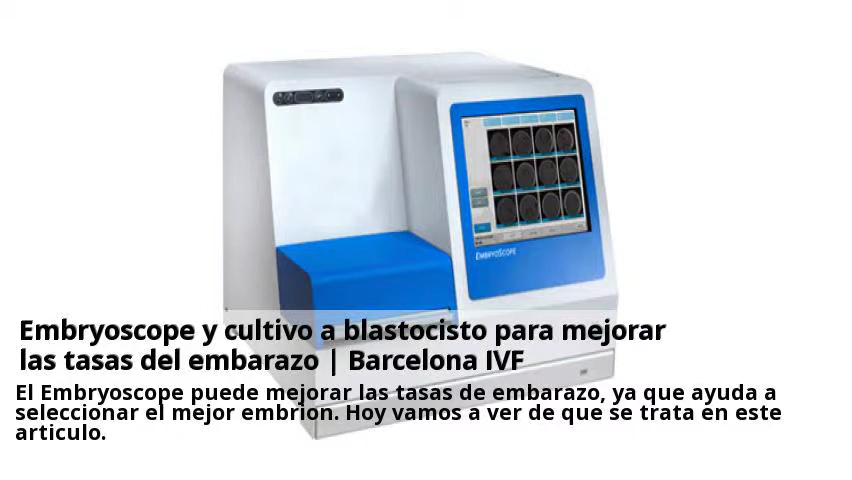 EMBRYOSCOPE
Embryoscope y cultivo a blastocisto para mejorar
las tasas del embarazo | Barcelona IVF
El Embryoscope puede mejorar las tasas de embarazo, ya que ayuda a
seleccionar el mejor embrion. Hoy vamos a ver de que se trata en este
articulo.